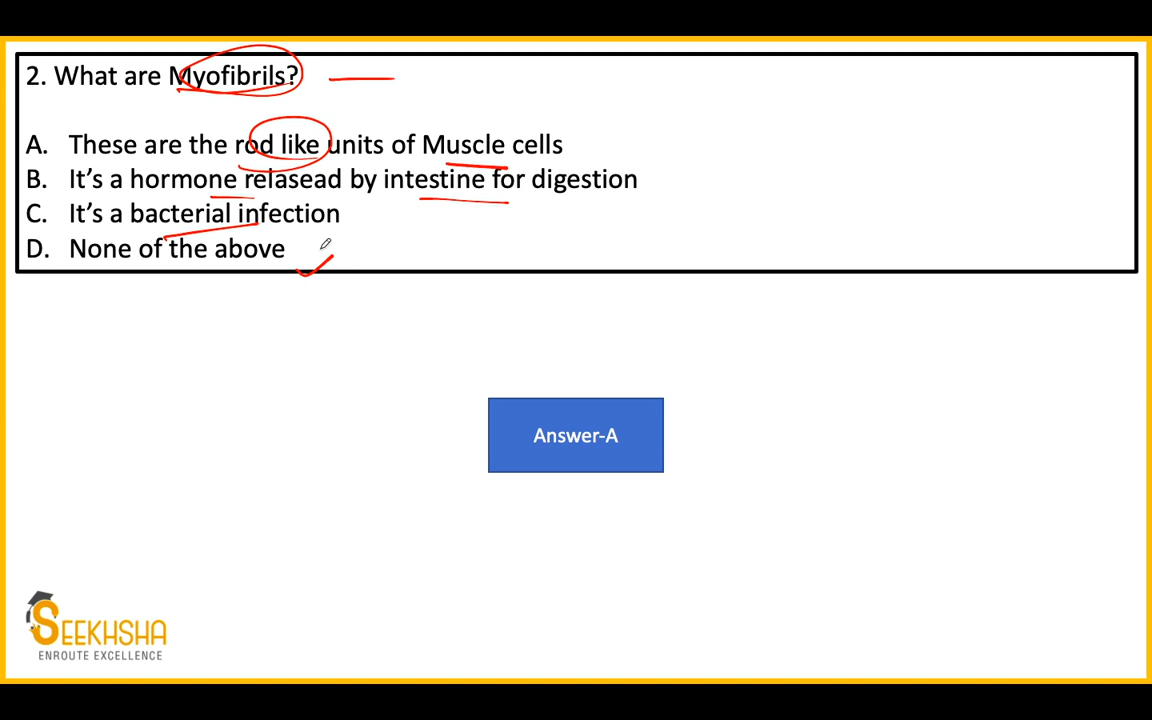 2. What are Myofibrils?
A. These are the rod like units of Muscle cells
B. It's a hormone relasead by intestine for digestion
C. It's a bacterial infection
D. None of the above
Answer-A
SEEKHSHA
ENROUTE EXCELLENCE